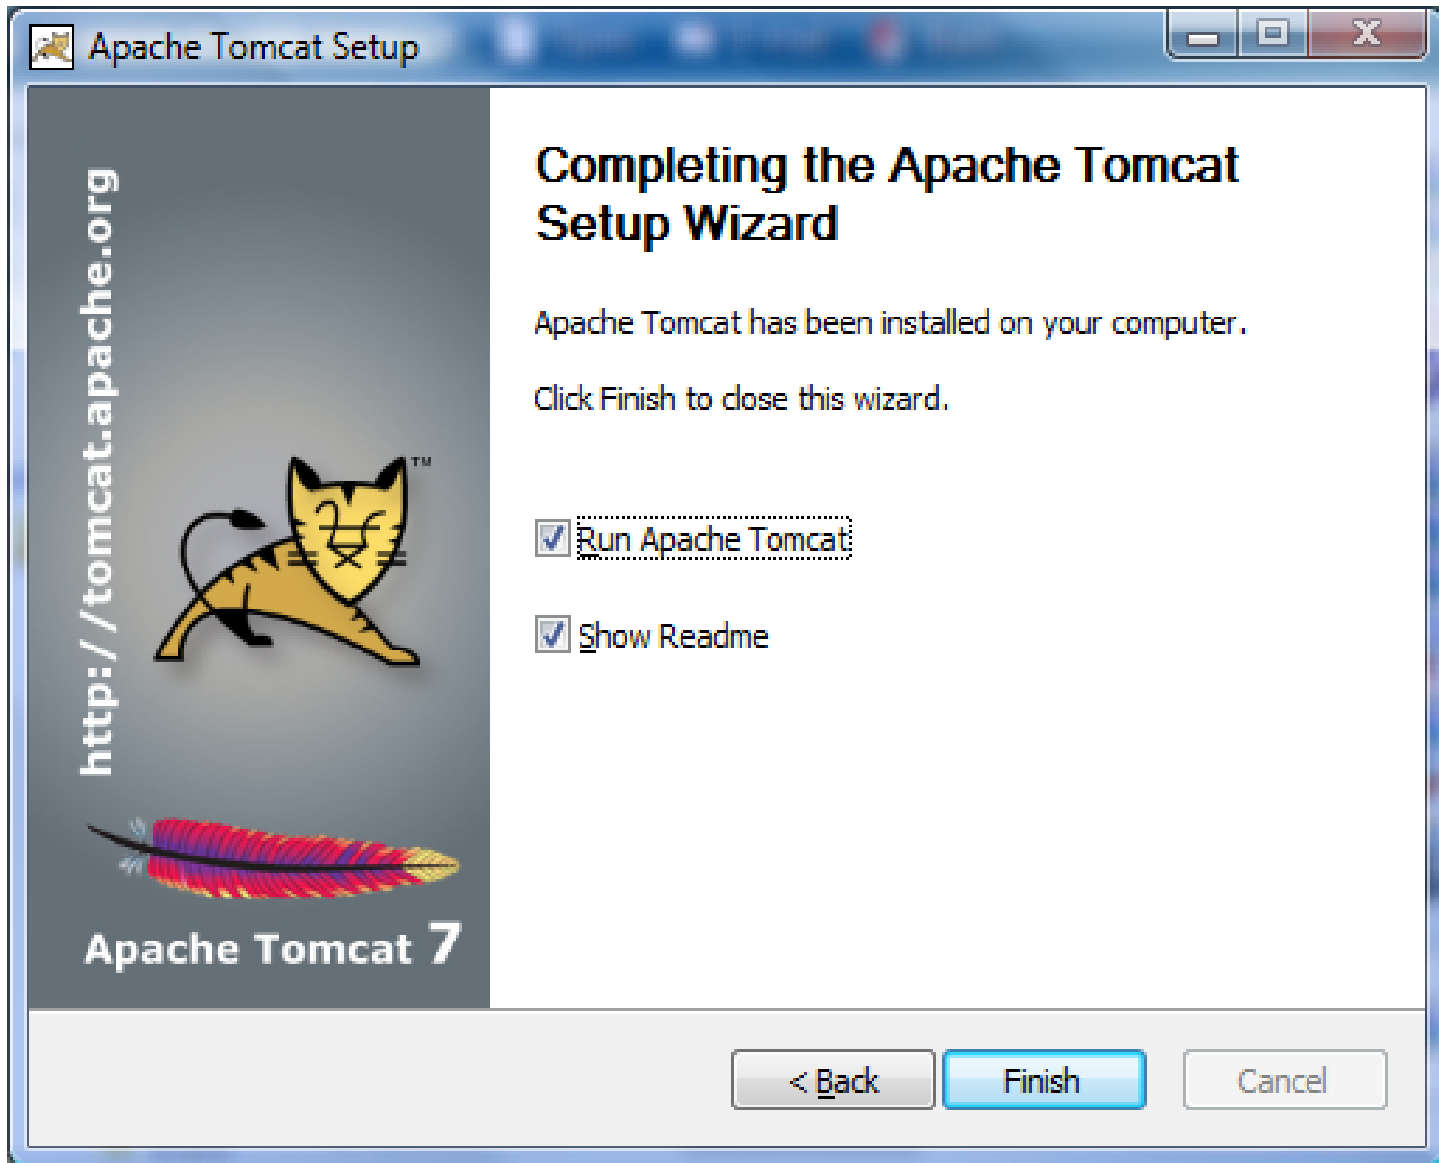 Apache Tomcat Setup
http://tomcat.apache.org
TM
Apache Tomcat 7
Completing the Apache Tomcat
Setup Wizard
Apache Tomcat has been installed on your computer.
Click Finish to close this wizard.
Run Apache Tomcat
Show Readme
< Back
Finish
Cancel